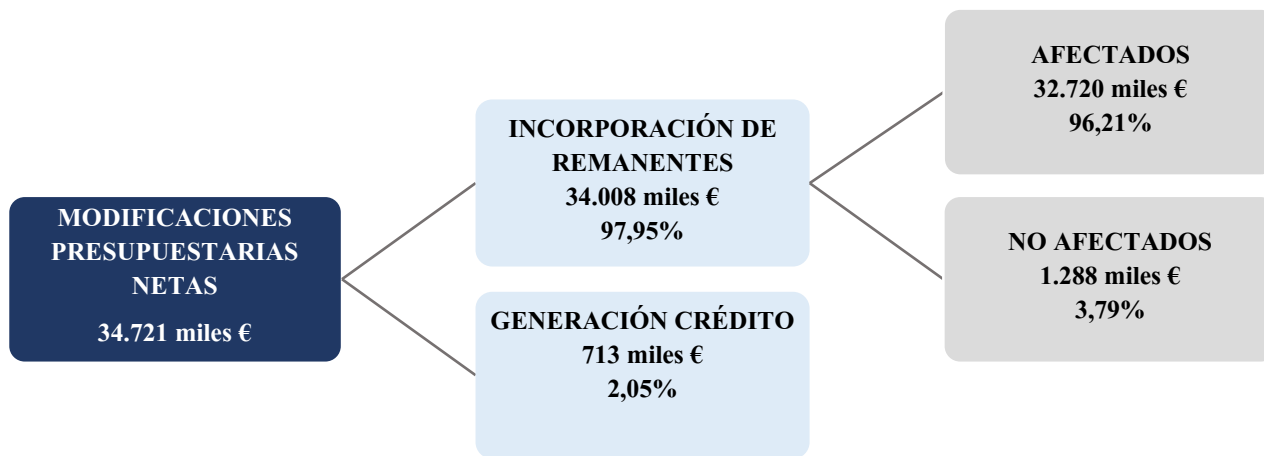 MODIFICACIONES
PRESUPUESTARIAS
NETAS
34.721 miles €
INCORPORACIÓN DE
REMANENTES
34.008 miles €
97,95%
GENERACIÓN CRÉDITO
713 miles €
2,05%
AFECTADOS
32.720 miles €
96,21%
NO AFECTADOS
1.288 miles €
3,79%